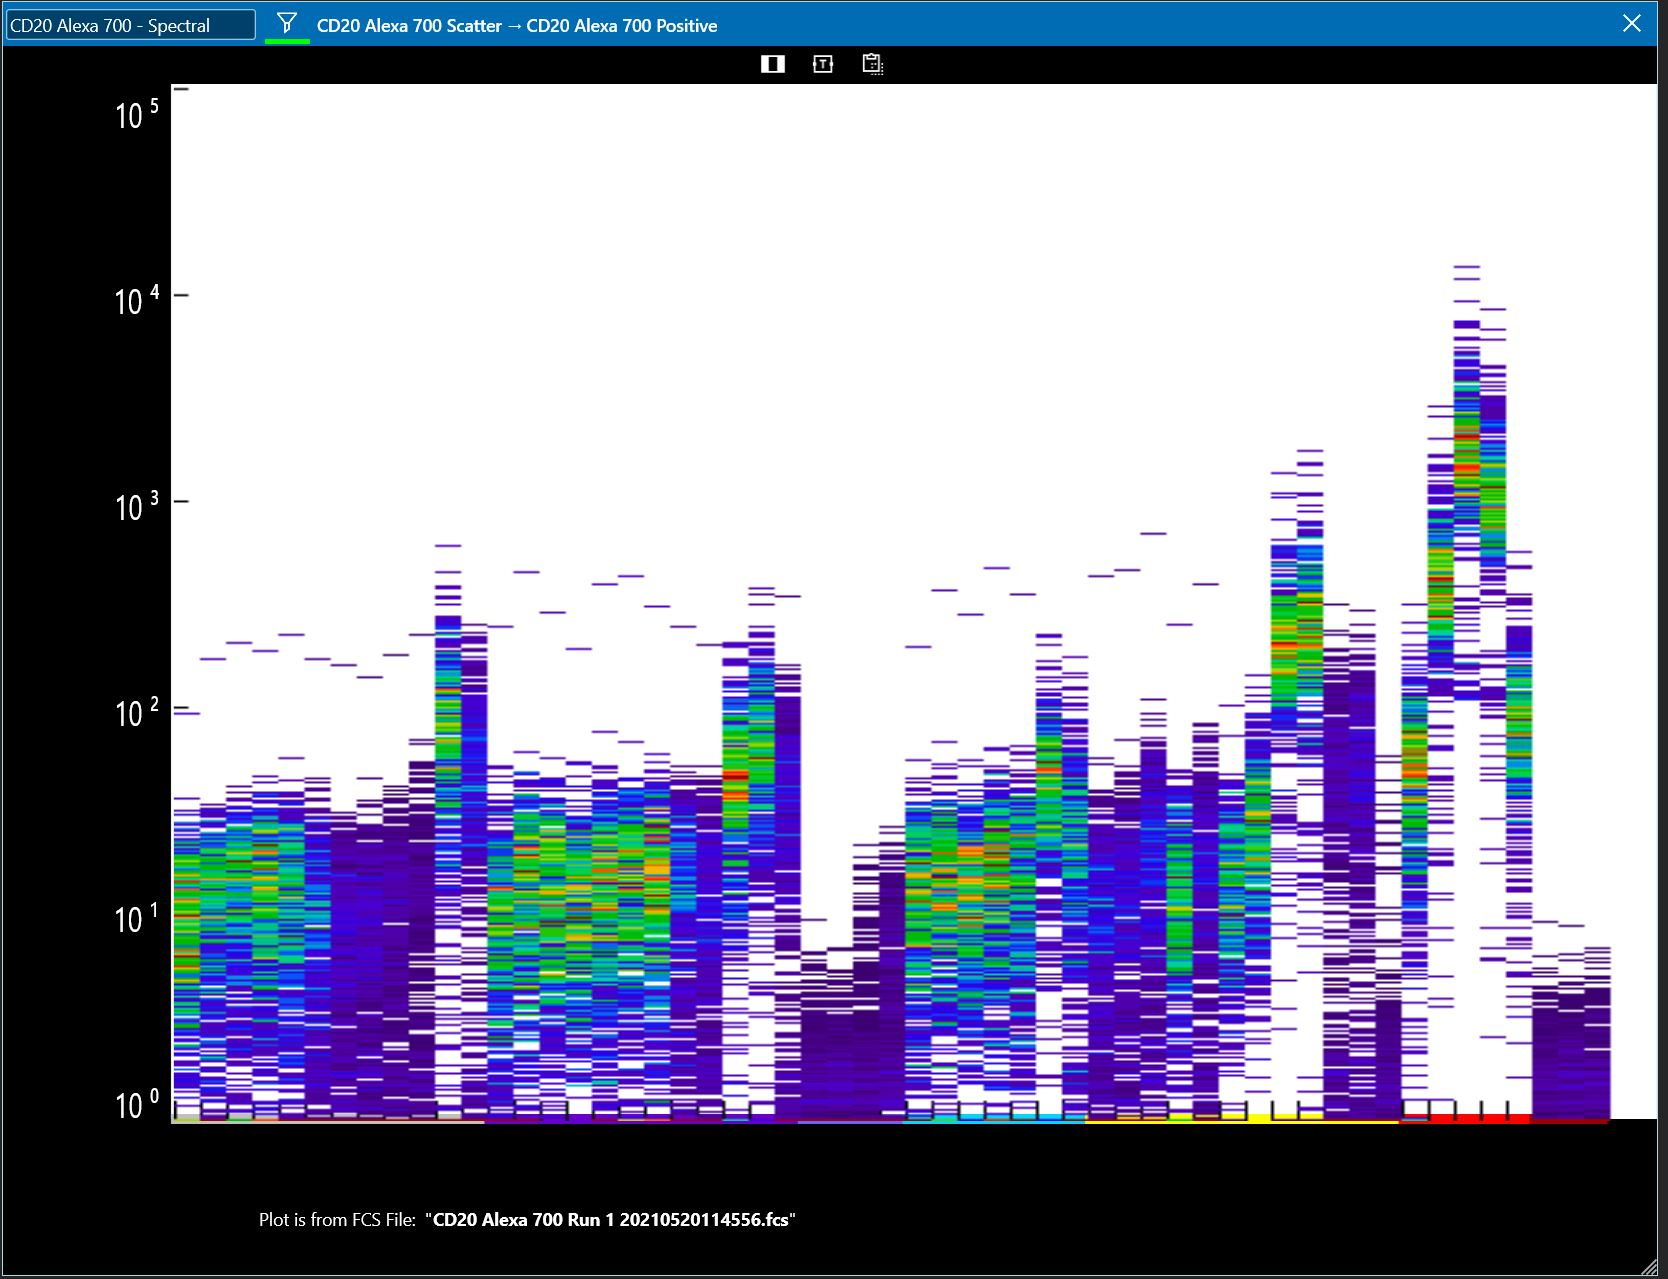 CD20 Alexa 700 - Spectral
CD20 Alexa 700 Scatter → CD20 Alexa 700 Positive
T
10 5
10 4
10 3
10 2
10 1
10 0
Plot is from FCS File: "CD20 Alexa 700 Run 1 20210520114556.fcs"